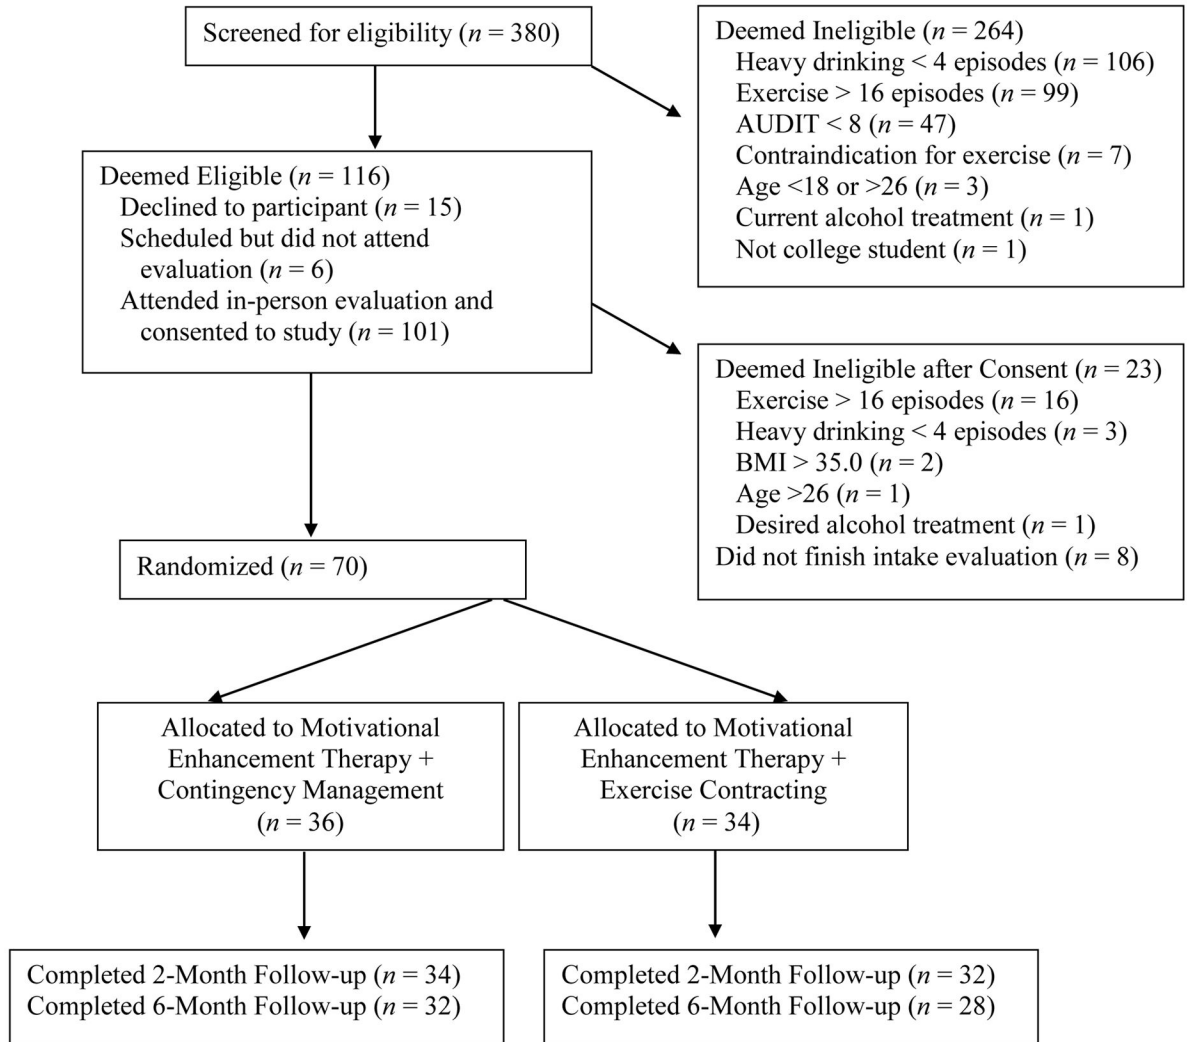 Screened for eligibility (n = 380)
Deemed Ineligible (n = 264)
Heavy drinking < 4 episodes (n = 106)
Exercise > 16 episodes (n = 99)
AUDIT < 8 (n = 47)
Contraindication for exercise (n = 7)
Age <18 or >26 (n = 3)
Current alcohol treatment (n = 1)
Not college student (n = 1)
Deemed Eligible (n = 116)
Declined to participant (n = 15)
Scheduled but did not attend
evaluation (n = 6)
Attended in-person evaluation and
consented to study (n = 101)
Deemed Ineligible after Consent (n = 23)
Exercise > 16 episodes (n = 16)
Heavy drinking < 4 episodes (n = 3)
BMI > 35.0 (n = 2)
Age >26 (n = 1)
Desired alcohol treatment (n = 1)
Did not finish intake evaluation (n = 8)
Randomized (n = 70)
Allocated to Motivational
Enhancement Therapy +
Contingency Management
(n = 36)
Allocated to Motivational
Enhancement Therapy +
Exercise Contracting
(n = 34)
Completed 2-Month Follow-up (n = 34)
Completed 6-Month Follow-up (n = 32)
Completed 2-Month Follow-up (n = 32)
Completed 6-Month Follow-up (n = 28)